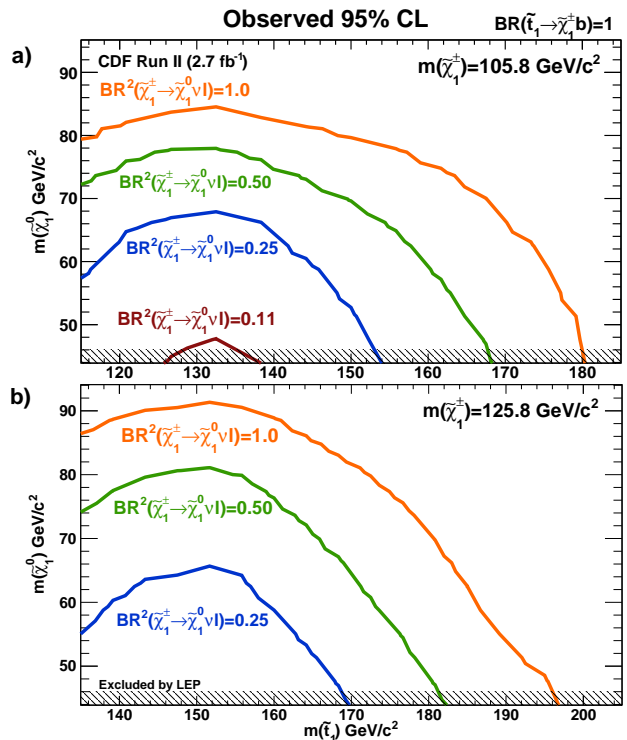 Observed 95% CL
BR(t̃₁→χ̃₁±b)=1
a)
CDF Run II (2.7 fb⁻¹)
m(χ̃₁±)=105.8 GeV/c²
BR²(χ̃₁±→χ̃₁⁰νl)=1.0
BR²(χ̃₁±→χ̃₁⁰νl)=0.50
BR²(χ̃₁±→χ̃₁⁰νl)=0.25
BR²(χ̃₁±→χ̃₁⁰νl)=0.11
m(χ̃₁⁰) GeV/c²
90
80
70
60
50
120 130 140 150 160 170 180 190
b)
m(χ̃₁±)=125.8 GeV/c²
BR²(χ̃₁±→χ̃₁⁰νl)=1.0
BR²(χ̃₁±→χ̃₁⁰νl)=0.50
BR²(χ̃₁±→χ̃₁⁰νl)=0.25
Excluded by LEP
m(χ̃₁⁰) GeV/c²
90
80
70
60
50
140 150 160 170 180 190 200
m(t̃₁) GeV/c²